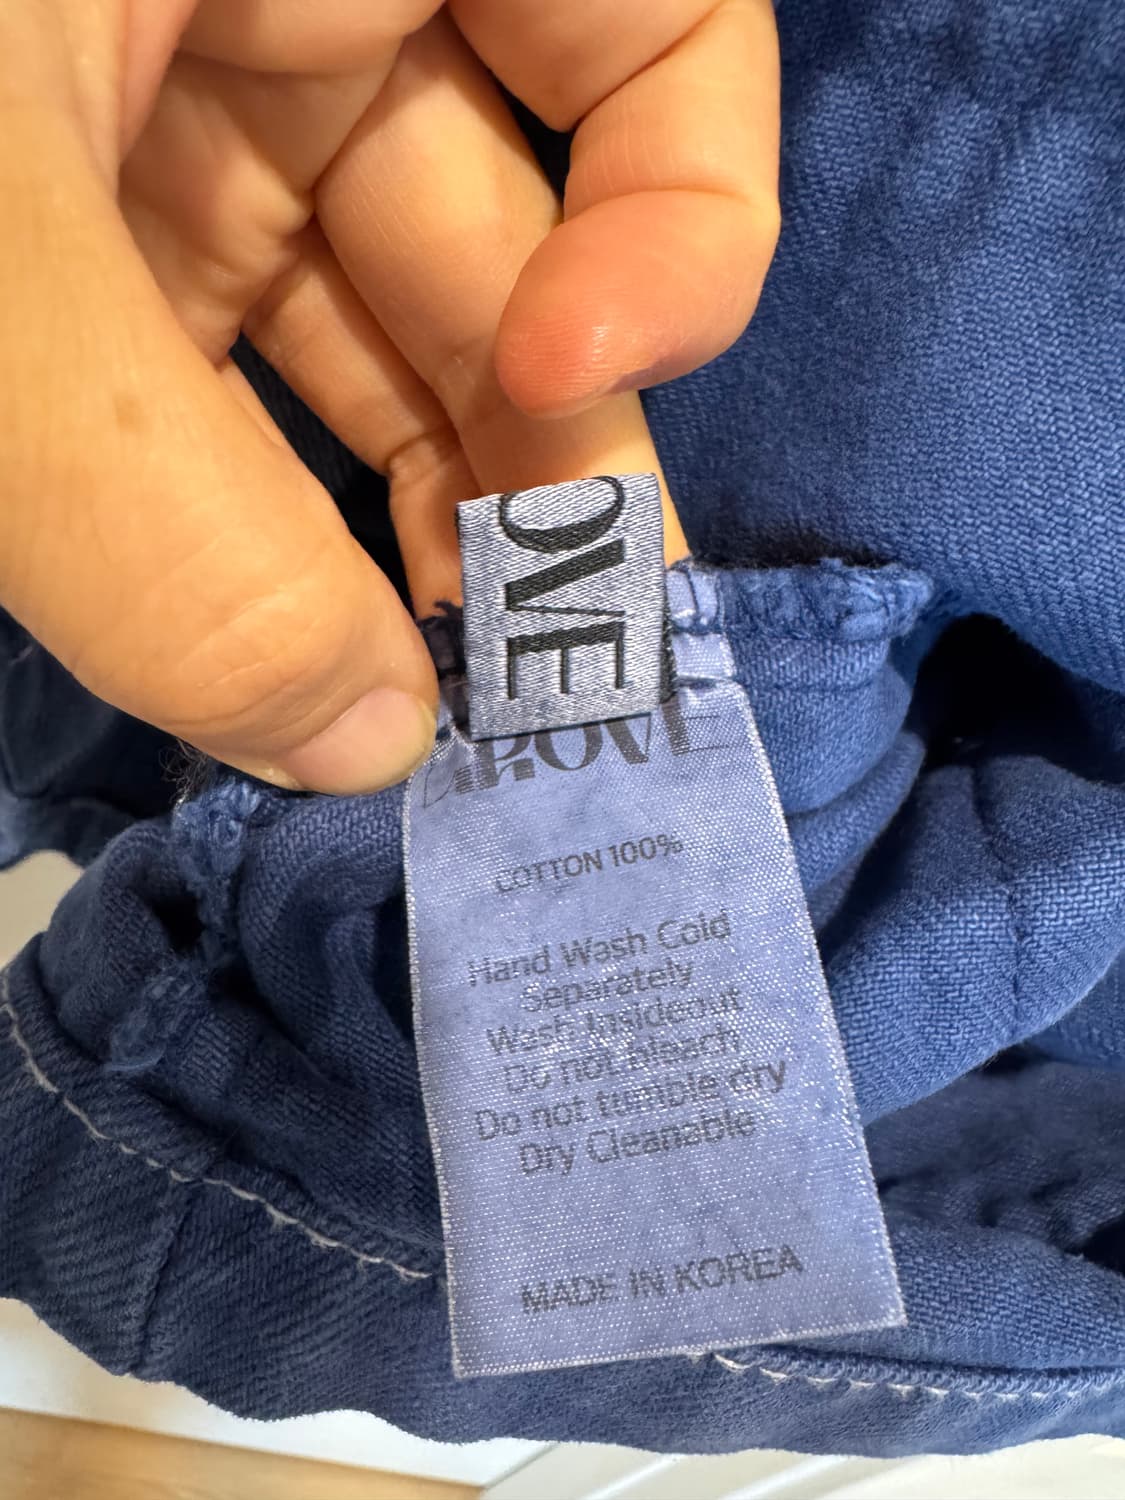 OVE
COTTON 100%
Hand Wash Cold
Separately
Wash Insideout
Do not bleach
Do not tumble dry
Dry Cleanable
MADE IN KOREA